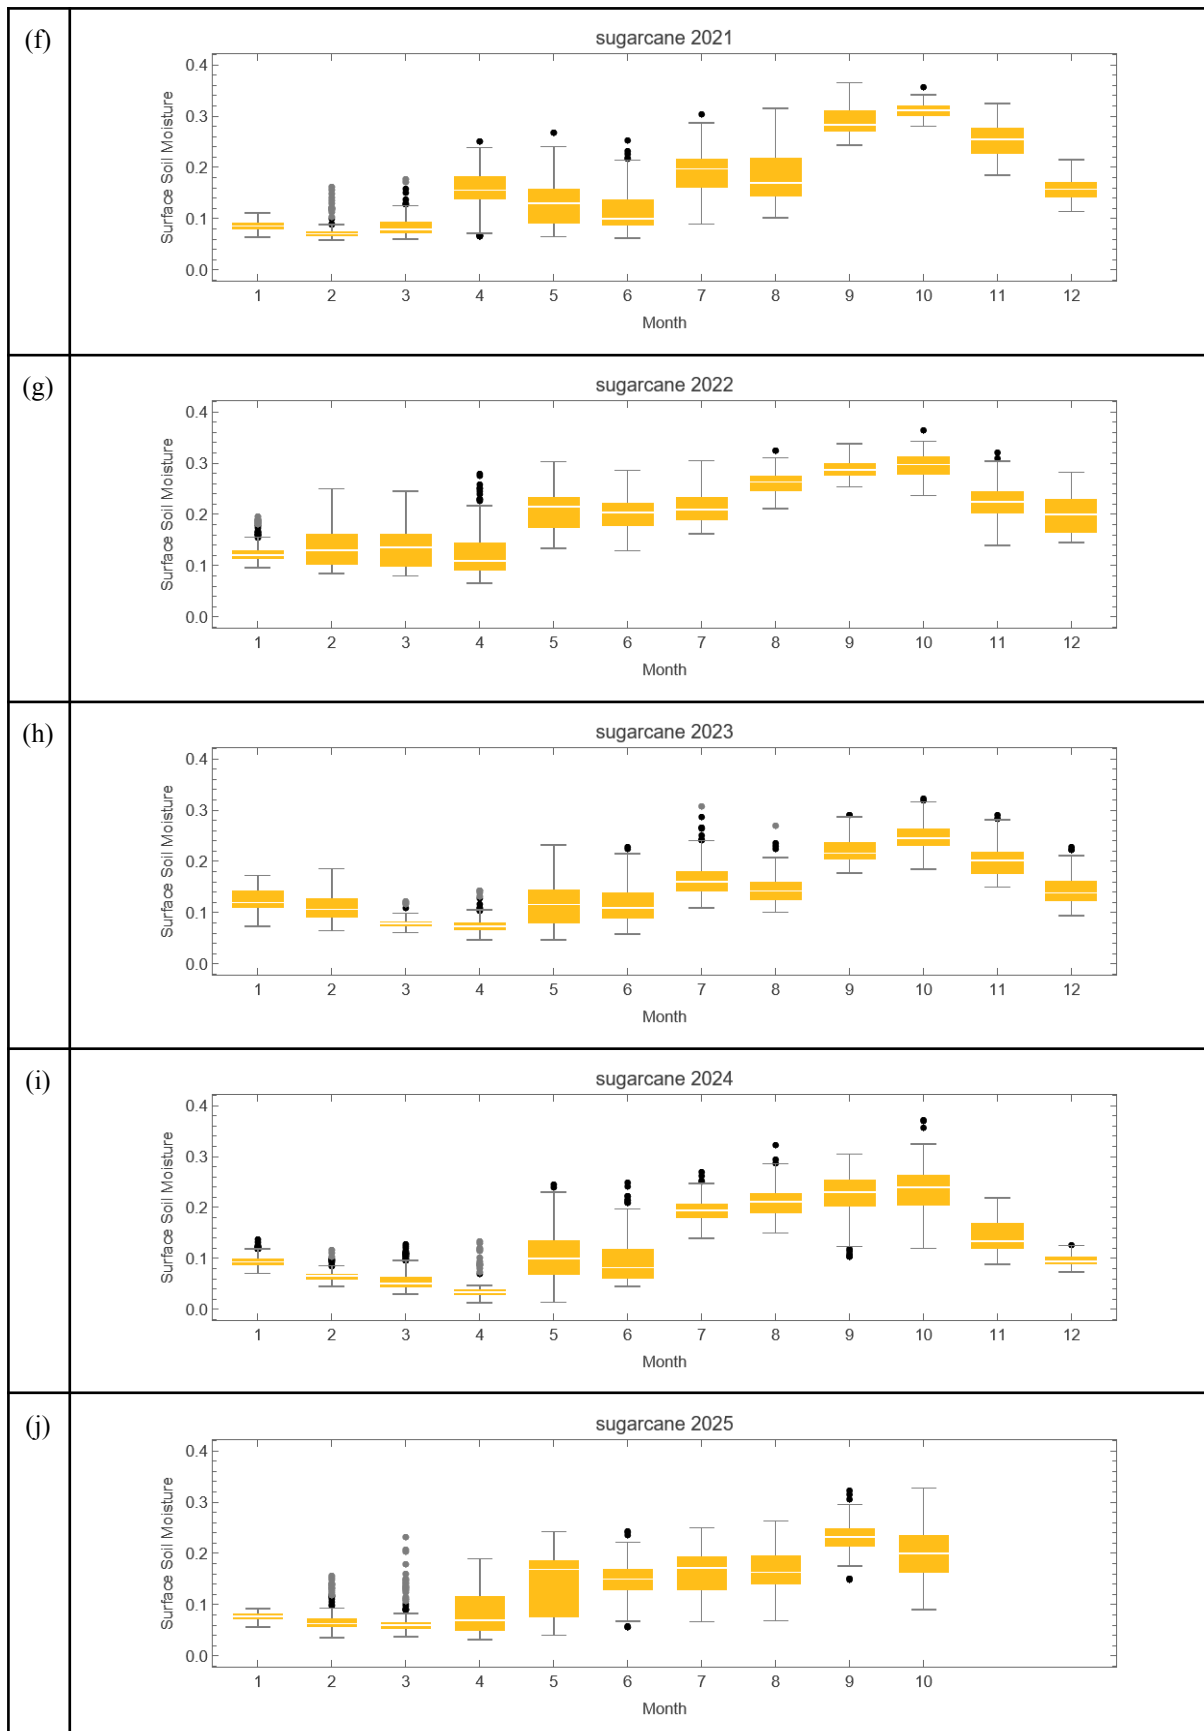 (f)
sugarcane 2021
Surface Soil Moisture
0.4
0.3
0.2
0.1
0.0
1 2 3 4 5 6 7 8 9 10 11 12
Month
(g)
sugarcane 2022
Surface Soil Moisture
0.4
0.3
0.2
0.1
0.0
1 2 3 4 5 6 7 8 9 10 11 12
Month
(h)
sugarcane 2023
Surface Soil Moisture
0.4
0.3
0.2
0.1
0.0
1 2 3 4 5 6 7 8 9 10 11 12
Month
(i)
sugarcane 2024
Surface Soil Moisture
0.4
0.3
0.2
0.1
0.0
1 2 3 4 5 6 7 8 9 10 11 12
Month
(j)
sugarcane 2025
Surface Soil Moisture
0.4
0.3
0.2
0.1
0.0
1 2 3 4 5 6 7 8 9 10
Month